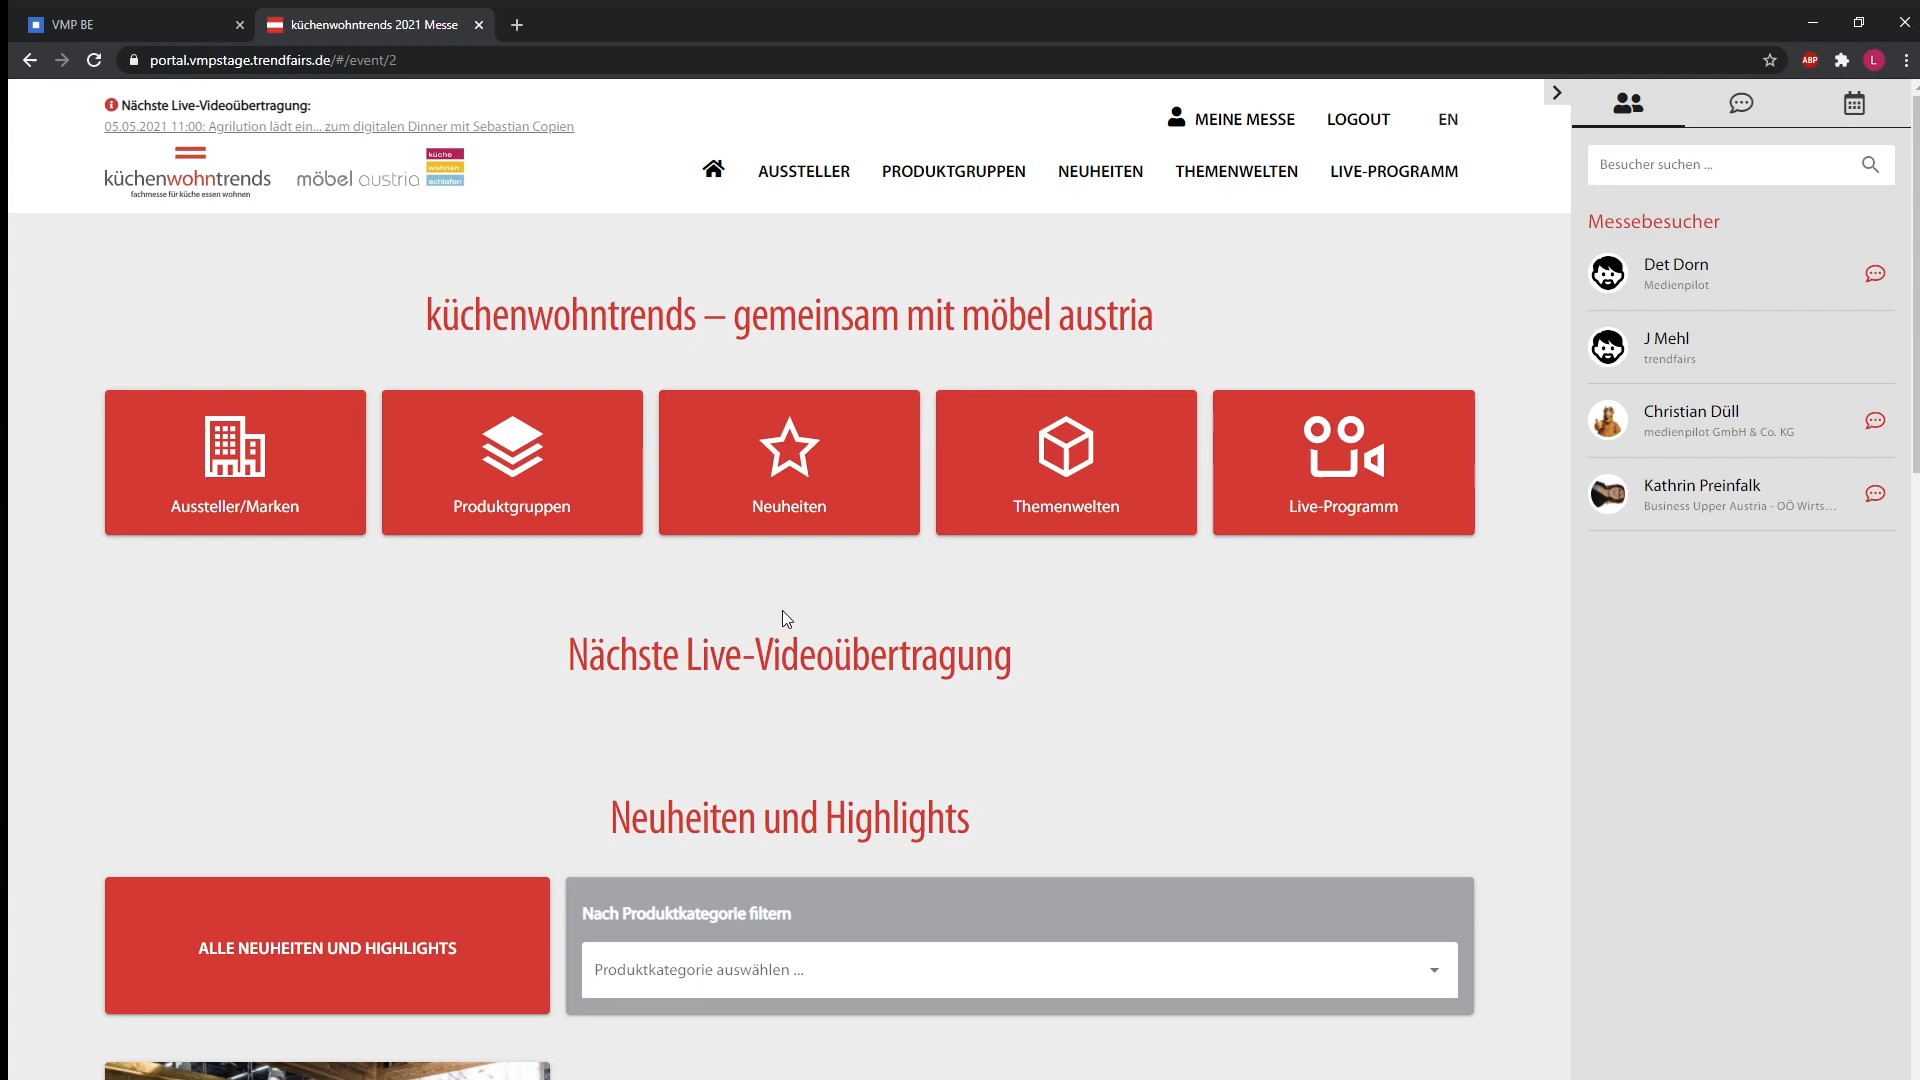 VMP BE
küchenwohntrends 2021 Messe
portal.vmpstage.trendfairs.de/#/event/2
ABP
L
Nächste Live-Videoübertragung:
05.05.2021 11:00: Agrilution lädt ein... zum digitalen Dinner mit Sebastian Copien
MEINE MESSE
LOGOUT
EN
küchenwohntrends
fachmesse für küche essen wohnen
möbel austria
küche
wohnen
schlafen
AUSSTELLER
PRODUKTGRUPPEN
NEUHEITEN
THEMENWELTEN
LIVE-PROGRAMM
küchenwohntrends – gemeinsam mit möbel austria
Aussteller/Marken
Produktgruppen
Neuheiten
Themenwelten
Live-Programm
Nächste Live-Videoübertragung
Neuheiten und Highlights
ALLE NEUHEITEN UND HIGHLIGHTS
Nach Produktkategorie filtern
Produktkategorie auswählen ...
Besucher suchen ...
Messebesucher
Det Dorn
Medienpilot
J Mehl
trendfairs
Christian Düll
medienpilot GmbH & Co. KG
Kathrin Preinfalk
Business Upper Austria - OÖ Wirts...